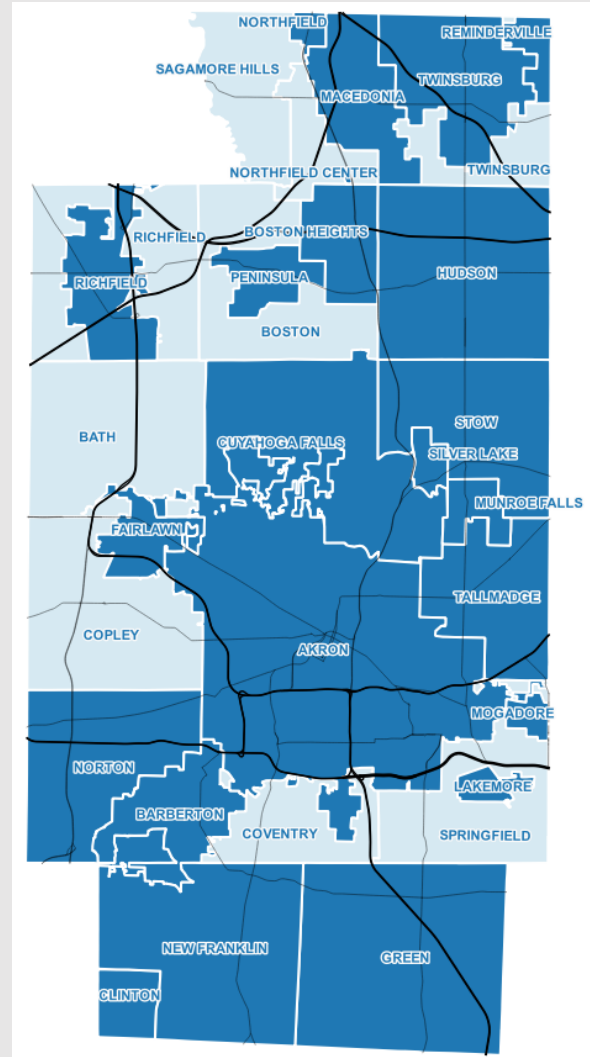 NORTHFIELD
REMINDERVILLE
SAGAMORE HILLS
TWINSBURG
MACEDONIA
NORTHFIELD CENTER
TWINSBURG
RICHFIELD
BOSTON HEIGHTS
RICHFIELD
PENINSULA
HUDSON
BOSTON
BATH
STOW
CUYAHOGA FALLS
SILVER LAKE
MUNROE FALLS
FAIRLAWN
TALLMADGE
COPLEY
AKRON
MOGADORE
NORTON
LAKEMORE
BARBERTON
COVENTRY
SPRINGFIELD
NEW FRANKLIN
GREEN
CLINTON